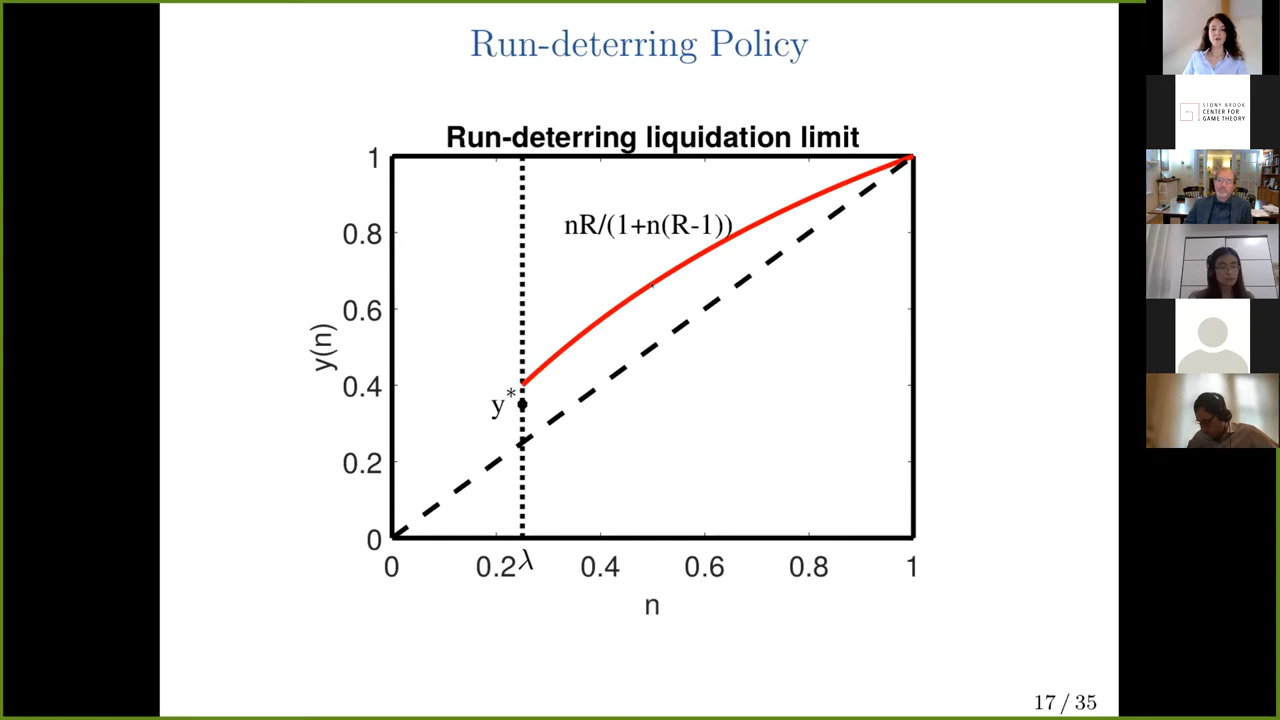 Run-deterring Policy
Run-deterring liquidation limit
1
0.8
0.6
0.4
0.2
0
y(n)
nR/(1+n(R-1))
y*
0
0.2
λ
0.4
0.6
0.8
1
n
17 / 35
STONY BROOK
CENTER FOR
GAME THEORY